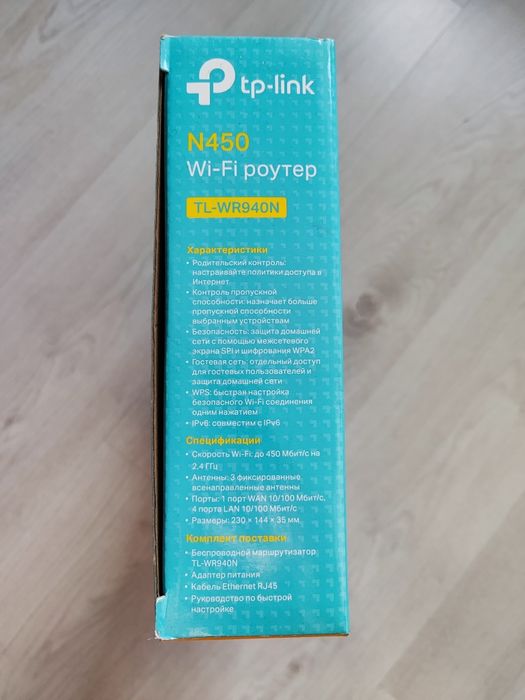 tp-link
N450
Wi-Fi роутер
TL-WR940N
Характеристики
• Родительский контроль:
настраивайте политики доступа в
Интернет
• Контроль пропускной
способности: назначает больше
пропускной способности
выбранным устройствам
• Безопасность: защита домашней
сети с помощью межсетевого
экрана SPI и шифрования WPA2
• Гостевая сеть: отдельный доступ
для гостевых пользователей и
защита домашней сети
• WPS: быстрая настройка
безопасного Wi-Fi соединения
одним нажатием
• IPv6: совместим с IPv6
Спецификации
• Скорость Wi-Fi: до 450 Мбит/с на
2,4 ГГц
• Антенны: 3 фиксированные
всенаправленные антенны
• Порты: 1 порт WAN 10/100 Мбит/с,
4 порта LAN 10/100 Мбит/с
• Размеры: 230 × 144 × 35 мм
Комплект поставки
• Беспроводной маршрутизатор
TL-WR940N
• Адаптер питания
• Кабель Ethernet RJ45
• Руководство по быстрой
настройке